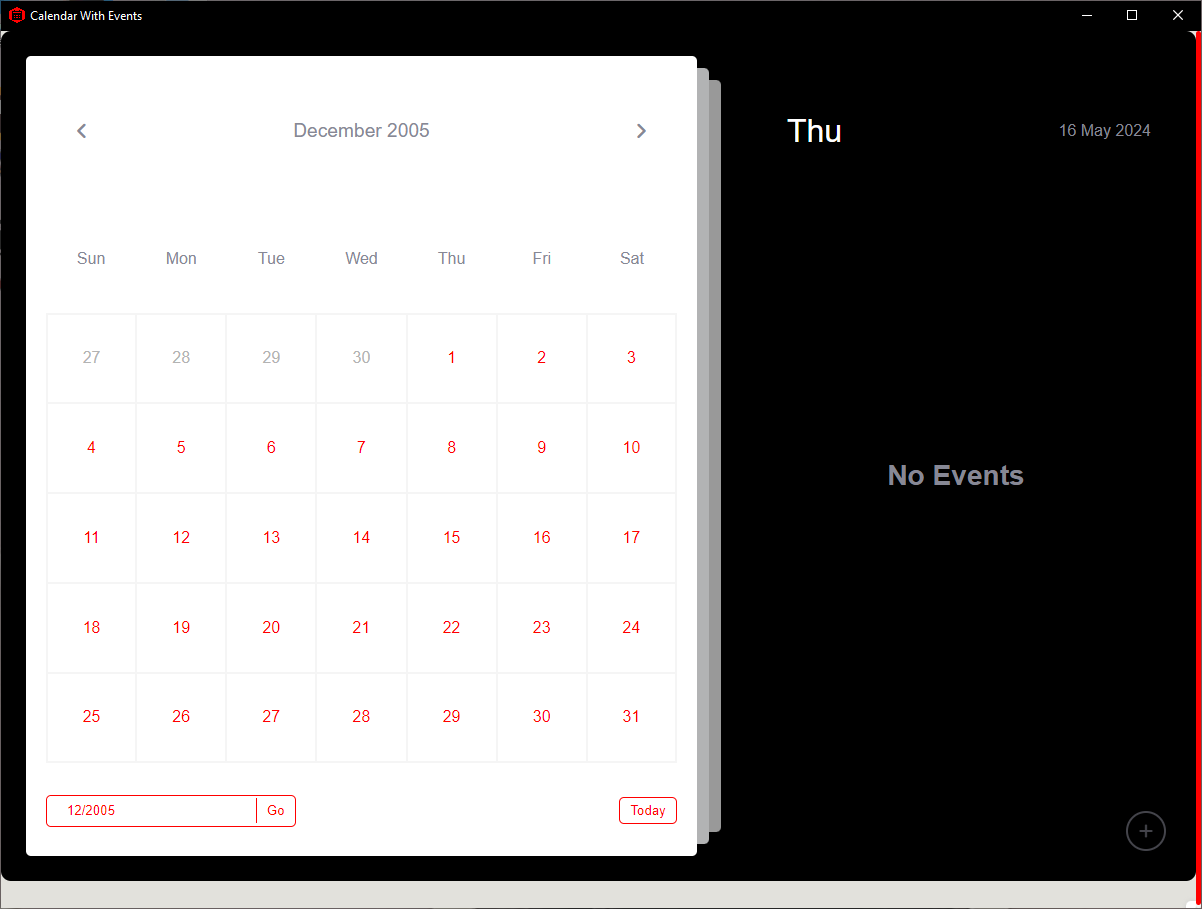 Calendar With Events
December 2005
Sun Mon Tue Wed Thu Fri Sat
27 28 29 30 1 2 3
4 5 6 7 8 9 10
11 12 13 14 15 16 17
18 19 20 21 22 23 24
25 26 27 28 29 30 31
12/2005 Go Today
Thu 16 May 2024
No Events
+